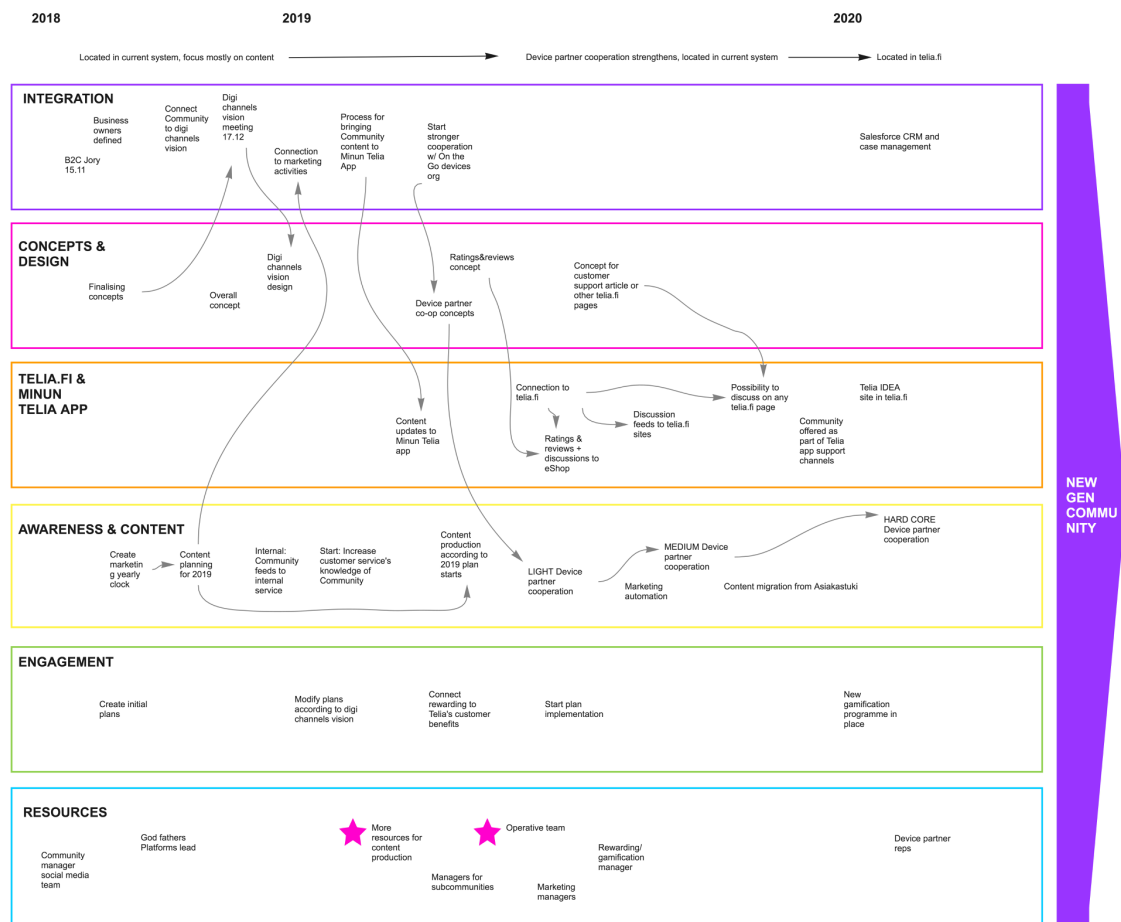 2018
2019
2020
Located in current system, focus mostly on content
Device partner cooperation strengthens, located in current system
Located in telia.fi
INTEGRATION
B2C Jory
15.11
Business
owners
defined
Connect
Community
to digi
channels
vision
Digi
channels
vision
meeting
17.12
Connection
to marketing
activities
Process for
bringing
Community
content to
Minun Telia
App
Start
stronger
cooperation
w/ On the
Go devices
org
Salesforce CRM and
case management
CONCEPTS &
DESIGN
Finalising
concepts
Overall
concept
Digi
channels
vision
design
Ratings&reviews
concept
Device partner
co-op concepts
Concept for
customer
support article or
other telia.fi
pages
TELIA.FI &
MINUN
TELIA APP
Content
updates to
Minun Telia
app
Connection to
telia.fi
Ratings &
reviews +
discussions to
eShop
Discussion
feeds to telia.fi
sites
Possibility to
discuss on any
telia.fi page
Community
offered as
part of Telia
app support
channels
Telia IDEA
site in telia.fi
AWARENESS & CONTENT
Create
marketin
g yearly
clock
Content
planning
for 2019
Internal:
Community
feeds to
internal
service
Start: Increase
customer service's
knowledge of
Community
Content
production
according to
2019 plan
starts
LIGHT Device
partner
cooperation
Marketing
automation
MEDIUM Device
partner
cooperation
Content migration from Asiakastuki
HARD CORE
Device partner
cooperation
ENGAGEMENT
Create initial
plans
Modify plans
according to digi
channels vision
Connect
rewarding to
Telia's customer
benefits
Start plan
implementation
New
gamification
programme in
place
RESOURCES
Community
manager
social media
team
God fathers
Platforms lead
More
resources for
content
production
Managers for
subcommunities
Operative team
Marketing
managers
Rewarding/
gamification
manager
Device partner
reps
NEW
GEN
COMMU
NITY